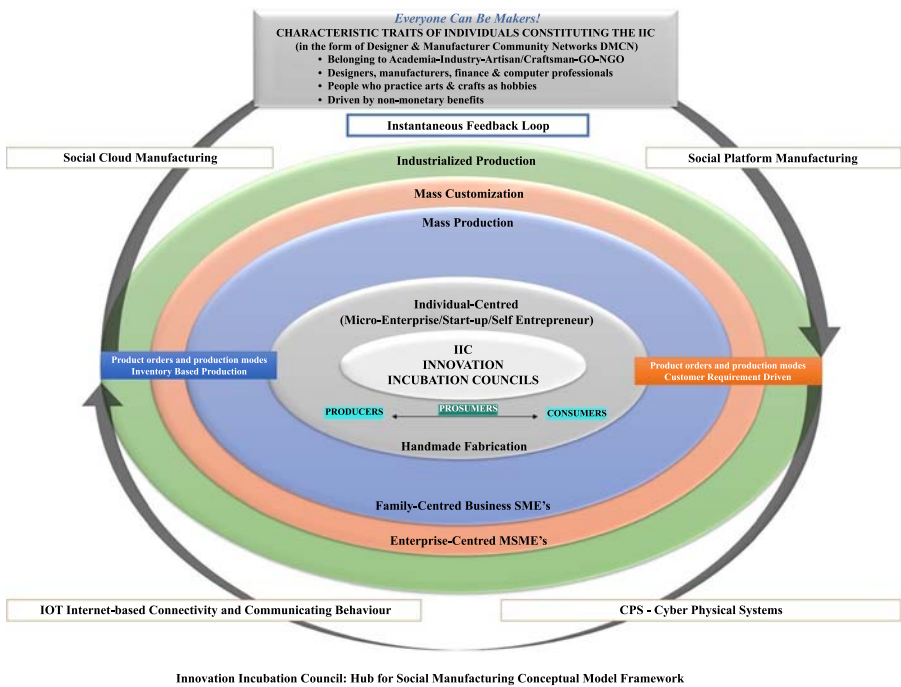 Everyone Can Be Makers!
CHARACTERISTIC TRAITS OF INDIVIDUALS CONSTITUTING THE IIC
(in the form of Designer & Manufacturer Community Networks DMCN)
• Belonging to Academia-Industry-Artisan/Craftsman-GO-NGO
• Designers, manufacturers, finance & computer professionals
• People who practice arts & crafts as hobbies
• Driven by non-monetary benefits
Instantaneous Feedback Loop
Social Cloud Manufacturing
Social Platform Manufacturing
Industrialized Production
Mass Customization
Mass Production
Individual-Centred
(Micro-Enterprise/Start-up/Self Entrepreneur)
IIC
INNOVATION
INCUBATION COUNCILS
Product orders and production modes
Inventory Based Production
Product orders and production modes
Customer Requirement Driven
PRODUCERS
PROSUMERS
CONSUMERS
Handmade Fabrication
Family-Centred Business SME's
Enterprise-Centred MSME's
IOT Internet-based Connectivity and Communicating Behaviour
CPS - Cyber Physical Systems
Innovation Incubation Council: Hub for Social Manufacturing Conceptual Model Framework